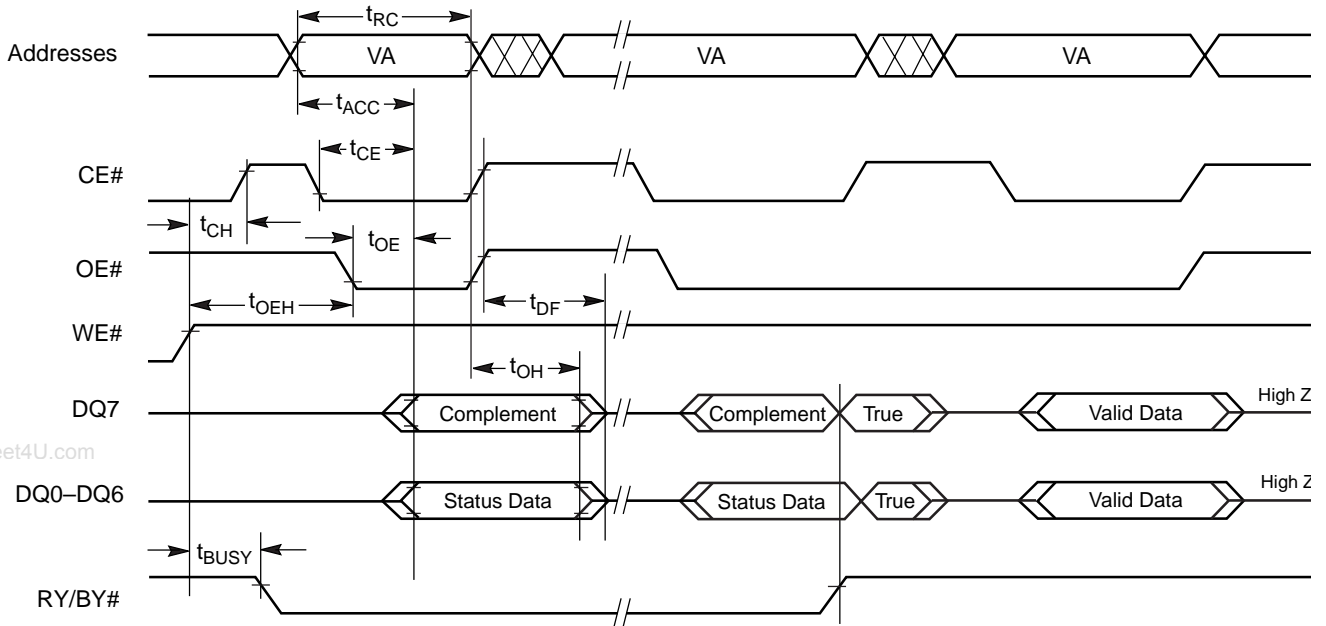 tRC
Addresses VA VA VA
tACC
tCE
CE#
tCH tOE
OE#
tOEH tDF
WE#
tOH
DQ7 Complement Complement True Valid Data High Z
eet4U.com
DQ0–DQ6 Status Data Status Data True Valid Data High Z
tBUSY
RY/BY#